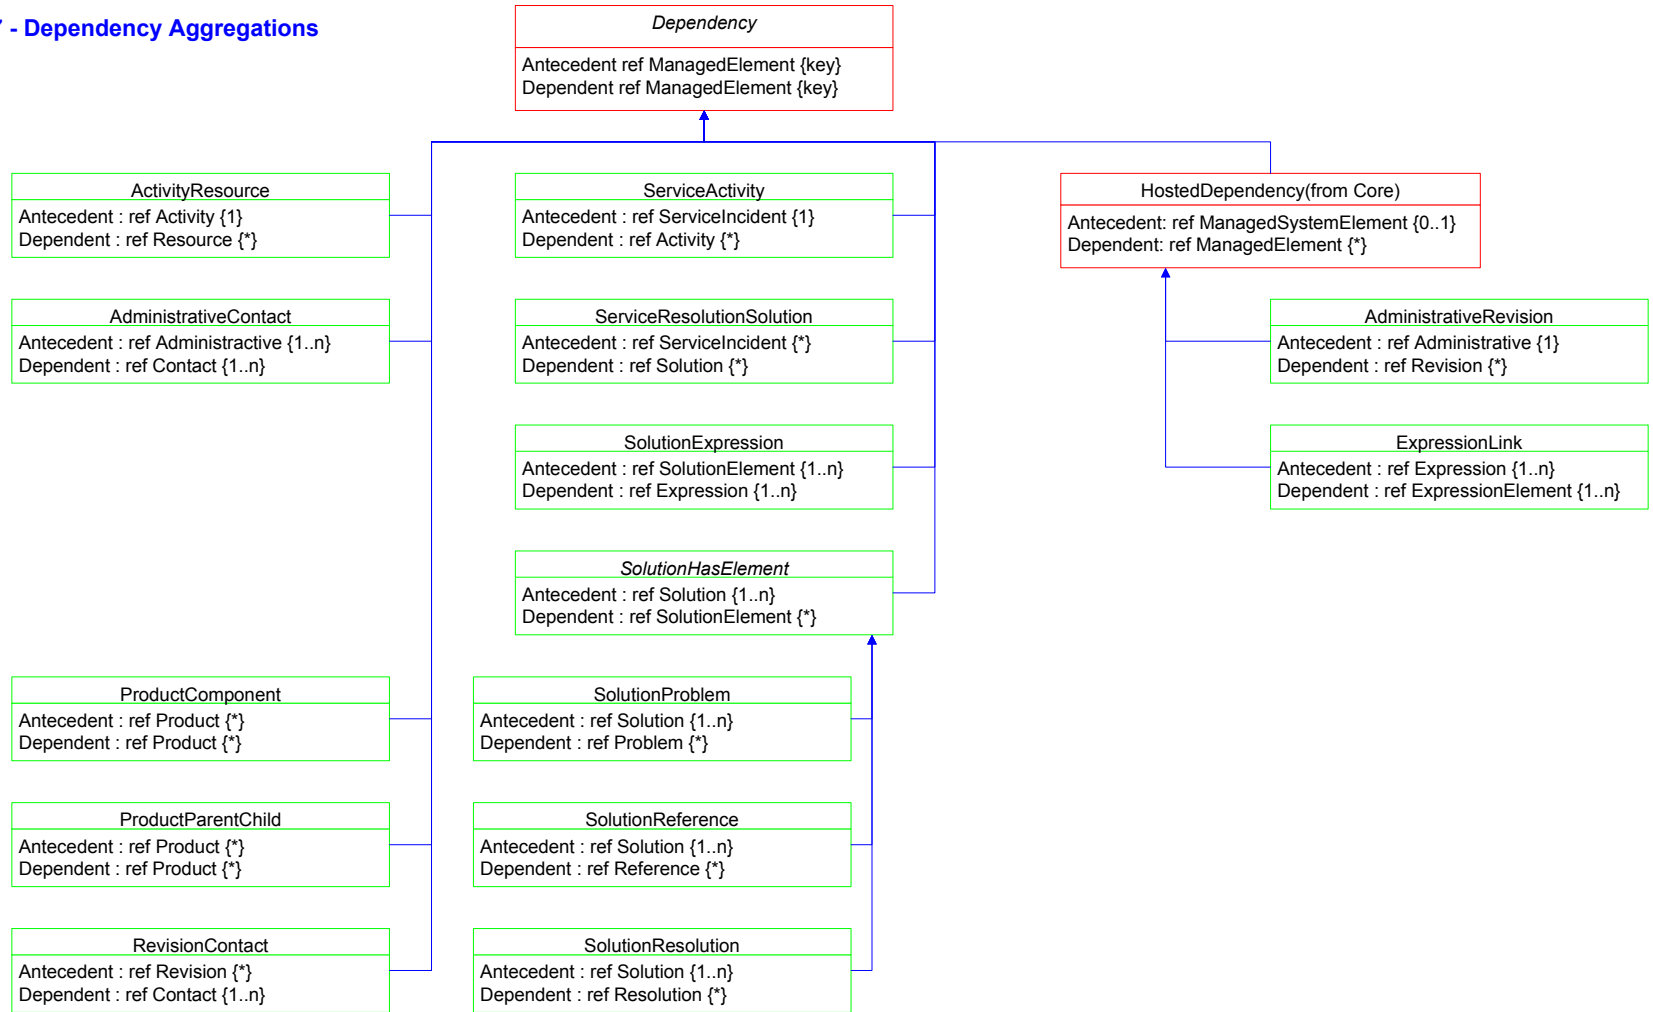 - Dependency Aggregations
Dependency
Antecedent ref ManagedElement {key}
Dependent ref ManagedElement {key}
ActivityResource
Antecedent : ref Activity {1}
Dependent : ref Resource {*}
ServiceActivity
Antecedent : ref ServiceIncident {1}
Dependent : ref Activity {*}
HostedDependency(from Core)
Antecedent: ref ManagedSystemElement {0..1}
Dependent: ref ManagedElement {*}
AdministrativeContact
Antecedent : ref Administractive {1..n}
Dependent : ref Contact {1..n}
ServiceResolutionSolution
Antecedent : ref ServiceIncident {*}
Dependent : ref Solution {*}
AdministrativeRevision
Antecedent : ref Administrative {1}
Dependent : ref Revision {*}
SolutionExpression
Antecedent : ref SolutionElement {1..n}
Dependent : ref Expression {1..n}
ExpressionLink
Antecedent : ref Expression {1..n}
Dependent : ref ExpressionElement {1..n}
SolutionHasElement
Antecedent : ref Solution {1..n}
Dependent : ref SolutionElement {*}
ProductComponent
Antecedent : ref Product {*}
Dependent : ref Product {*}
SolutionProblem
Antecedent : ref Solution {1..n}
Dependent : ref Problem {*}
ProductParentChild
Antecedent : ref Product {*}
Dependent : ref Product {*}
SolutionReference
Antecedent : ref Solution {1..n}
Dependent : ref Reference {*}
RevisionContact
Antecedent : ref Revision {*}
Dependent : ref Contact {1..n}
SolutionResolution
Antecedent : ref Solution {1..n}
Dependent : ref Resolution {*}